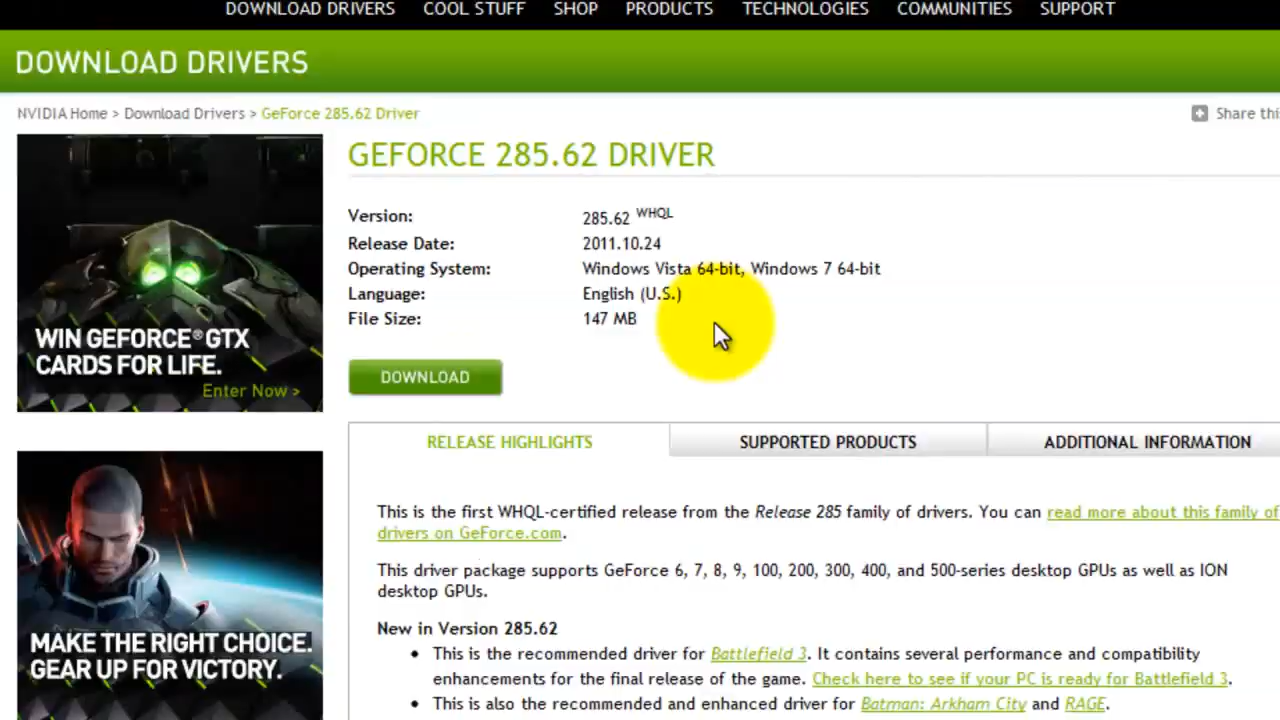 DOWNLOAD DRIVERS COOL STUFF SHOP PRODUCTS TECHNOLOGIES COMMUNITIES SUPPORT
DOWNLOAD DRIVERS
NVIDIA Home > Download Drivers > GeForce 285.62 Driver
Share thi
WIN GEFORCE® GTX
CARDS FOR LIFE.
Enter Now >
GEFORCE 285.62 DRIVER
Version: 285.62 WHQL
Release Date: 2011.10.24
Operating System: Windows Vista 64-bit, Windows 7 64-bit
Language: English (U.S.)
File Size: 147 MB
DOWNLOAD
RELEASE HIGHLIGHTS SUPPORTED PRODUCTS ADDITIONAL INFORMATION
This is the first WHQL-certified release from the Release 285 family of drivers. You can read more about this family of
drivers on GeForce.com.
This driver package supports GeForce 6, 7, 8, 9, 100, 200, 300, 400, and 500-series desktop GPUs as well as ION
desktop GPUs.
New in Version 285.62
• This is the recommended driver for Battlefield 3. It contains several performance and compatibility
enhancements for the final release of the game. Check here to see if your PC is ready for Battlefield 3.
• This is also the recommended and enhanced driver for Batman: Arkham City and RAGE.
MAKE THE RIGHT CHOICE.
GEAR UP FOR VICTORY.